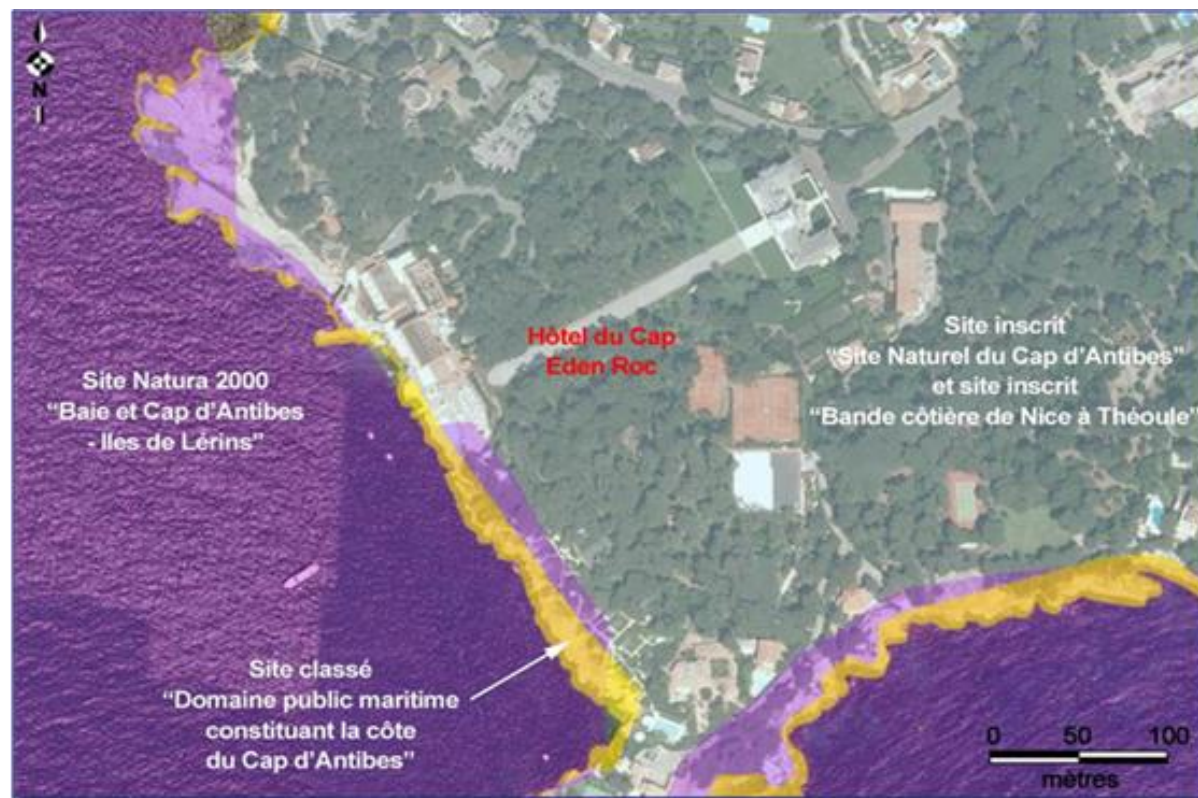 N
Hôtel du Cap
Eden Roc
Site inscrit
"Site Naturel du Cap d'Antibes"
et site inscrit
"Bande côtière de Nice à Théoule"
Site Natura 2000
"Baie et Cap d'Antibes
- Iles de Lérins"
Site classé
"Domaine public maritime
constituant la côte
du Cap d'Antibes"
0 50 100
mètres